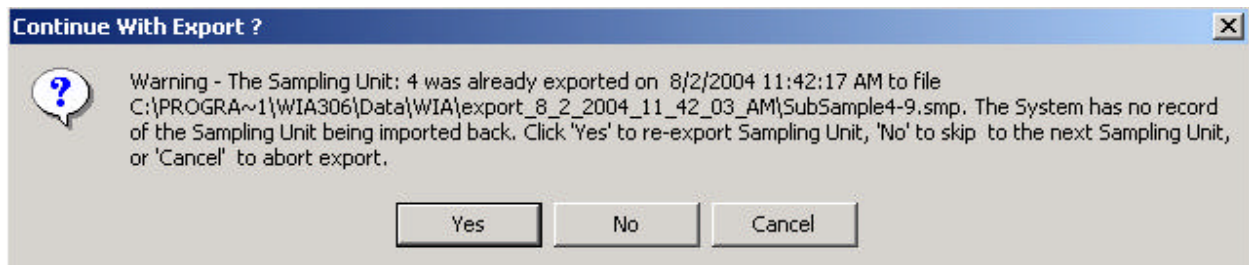 Continue With Export ?
Warning - The Sampling Unit: 4 was already exported on  8/2/2004 11:42:17 AM to file
C:\PROGRA~1\WIA306\Data\WIA\export_8_2_2004_11_42_03_AM\SubSample4-9.smp. The System has no record
of the Sampling Unit being imported back. Click 'Yes' to re-export Sampling Unit, 'No' to skip  to the next Sampling Unit,
or 'Cancel'  to abort export.
Yes
No
Cancel